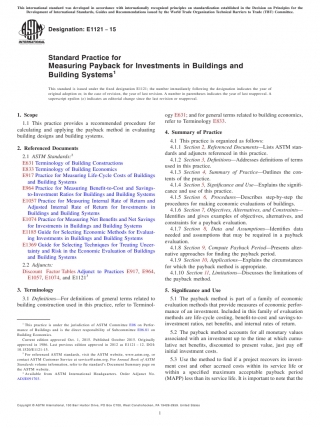 This international standard was developed in accordance with internationally recognized principles on standardization established in the Decision on Principles for the
Development of International Standards, Guides and Recommendations issued by the World Trade Organization Technical Barriers to Trade (TBT) Committee.
Designation: E1121 – 15
Standard Practice for
Measuring Payback for Investments in Buildings and
Building Systems1
This standard is issued under the fixed designation E1121; the number immediately following the designation indicates the year of
original adoption or, in the case of revision, the year of last revision. A number in parentheses indicates the year of last reapproval. A
superscript epsilon (ε) indicates an editorial change since the last revision or reapproval.
1. Scope
1.1 This practice provides a recommended procedure for
calculating and applying the payback method in evaluating
building designs and building systems.
2. Referenced Documents
2.1 ASTM Standards:2
E631 Terminology of Building Constructions
E833 Terminology of Building Economics
E917 Practice for Measuring Life-Cycle Costs of Buildings
and Building Systems
E964 Practice for Measuring Benefit-to-Cost and Savings-
to-Investment Ratios for Buildings and Building Systems
E1057 Practice for Measuring Internal Rate of Return and
Adjusted Internal Rate of Return for Investments in
Buildings and Building Systems
E1074 Practice for Measuring Net Benefits and Net Savings
for Investments in Buildings and Building Systems
E1185 Guide for Selecting Economic Methods for Evaluat-
ing Investments in Buildings and Building Systems
E1369 Guide for Selecting Techniques for Treating Uncer-
tainty and Risk in the Economic Evaluation of Buildings
and Building Systems
2.2 Adjuncts:
Discount Factor Tables Adjunct to Practices E917, E964,
E1057, E1074, and E11213
3. Terminology
3.1 Definitions—For definitions of general terms related to
building construction used in this practice, refer to Terminol-
1 This practice is under the jurisdiction of ASTM Committee E06 on Perfor-
mance of Buildings and is the direct responsibility of Subcommittee E06.81 on
Building Economics.
Current edition approved Oct. 1, 2015. Published October 2015. Originally
approved in 1986. Last previous edition approved in 2012 as E1121 – 12. DOI:
10.1520/E1121-15.
2 For referenced ASTM standards, visit the ASTM website, www.astm.org, or
contact ASTM Customer Service at service@astm.org. For Annual Book of ASTM
Standards volume information, refer to the standard's Document Summary page on
the ASTM website.
3 Available from ASTM International Headquarters. Order Adjunct No.
ogy E631; and for general terms related to building economics,
refer to Terminology E833.
4. Summary of Practice
4.1 This practice is organized as follows:
4.1.1 Section 2, Referenced Documents—Lists ASTM stan-
dards and adjuncts referenced in this practice.
4.1.2 Section 3, Definitions—Addresses definitions of terms
used in this practice.
4.1.3 Section 4, Summary of Practice—Outlines the con-
tents of the practice.
4.1.4 Section 5, Significance and Use—Explains the signifi-
cance and use of this practice.
4.1.5 Section 6, Procedures—Describes step-by-step the
procedures for making economic evaluations of buildings.
4.1.6 Section 7, Objectives, Alternatives, and Constraints—
Identifies and gives examples of objectives, alternatives, and
constraints for a payback evaluation.
4.1.7 Section 8, Data and Assumptions—Identifies data
needed and assumptions that may be required in a payback
evaluation.
4.1.8 Section 9, Compute Payback Period—Presents alter-
native approaches for finding the payback period.
4.1.9 Section 10, Applications—Explains the circumstances
for which the payback method is appropriate.
4.1.10 Section 11, Limitations—Discusses the limitations of
the payback method.
5. Significance and Use
5.1 The payback method is part of a family of economic
evaluation methods that provide measures of economic perfor-
mance of an investment. Included in this family of evaluation
methods are life-cycle costing, benefit-to-cost and savings-to-
investment ratios, net benefits, and internal rates of return.
5.2 The payback method accounts for all monetary values
associated with an investment up to the time at which cumu-
lative net benefits, discounted to present value, just pay off
initial investment costs.
5.3 Use the method to find if a project recovers its invest-
ment cost and other accrued costs within its service life or
within a specified maximum acceptable payback period
(MAPP) less than its service life. It is important to note that the
Copyright © ASTM International, 100 Barr Harbor Drive, PO Box C700, West Conshohocken, PA 19428-2959. United States
1